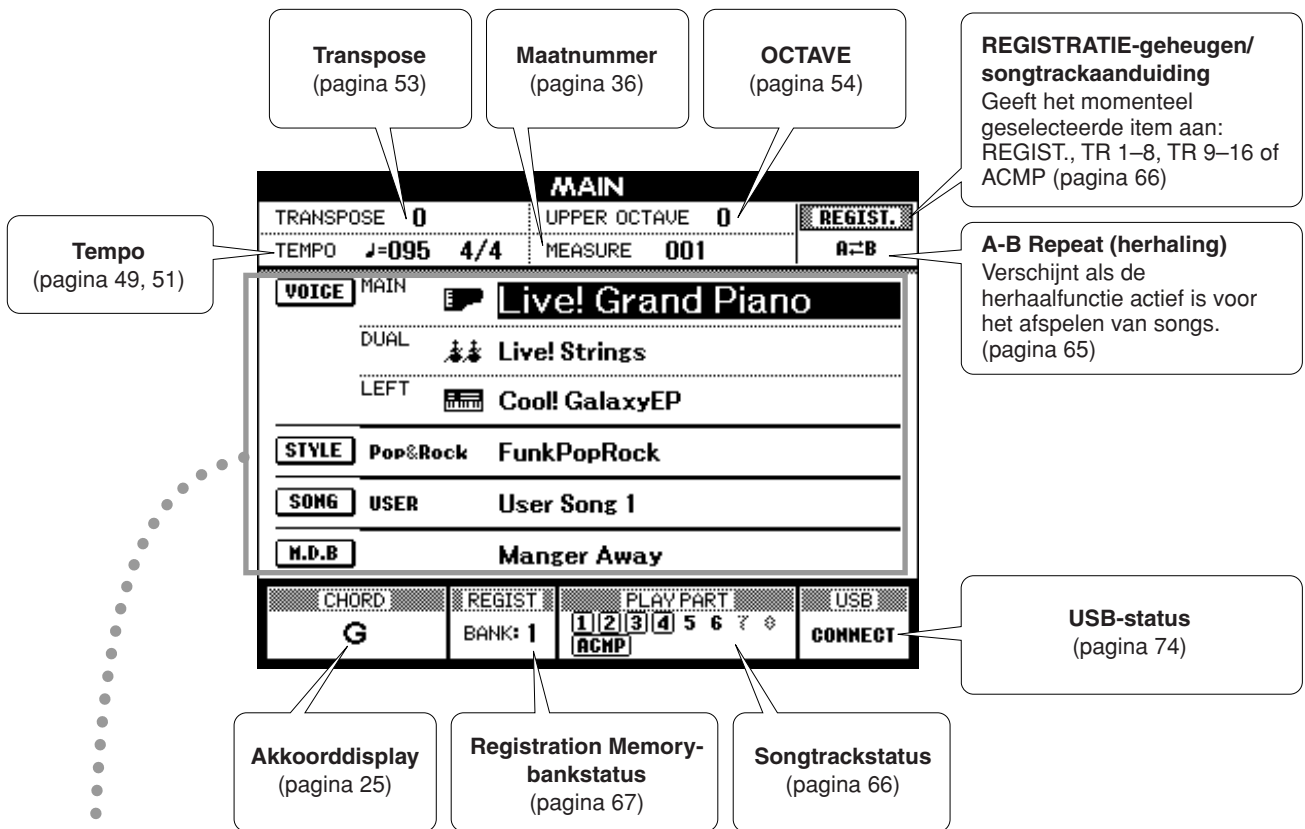 Transpose
(pagina 53)
Maatnummer
(pagina 36)
OCTAVE
(pagina 54)
REGISTRATIE-geheugen/
songtrackaanduiding
Geeft het momenteel
geselecteerde item aan:
REGIST., TR 1–8, TR 9–16 of
ACMP (pagina 66)
Tempo
(pagina 49, 51)
A-B Repeat (herhaling)
Verschijnt als de
herhaalfunctie actief is voor
het afspelen van songs.
(pagina 65)
MAIN
TRANSPOSE 0 UPPER OCTAVE 0 REGIST.
TEMPO ♩=095 4/4 MEASURE 001 A⇄B
VOICE MAIN Live! Grand Piano
DUAL Live! Strings
LEFT Cool! GalaxyEP
STYLE Pop&Rock FunkPopRock
SONG USER User Song 1
M.D.B Manger Away
CHORD REGIST PLAY PART USB
G BANK: 1 1 2 3 4 5 6 7 8 CONNECT
ACMP
USB-status
(pagina 74)
Akkoorddisplay
(pagina 25)
Registration Memory-
bankstatus
(pagina 67)
Songtrackstatus
(pagina 66)